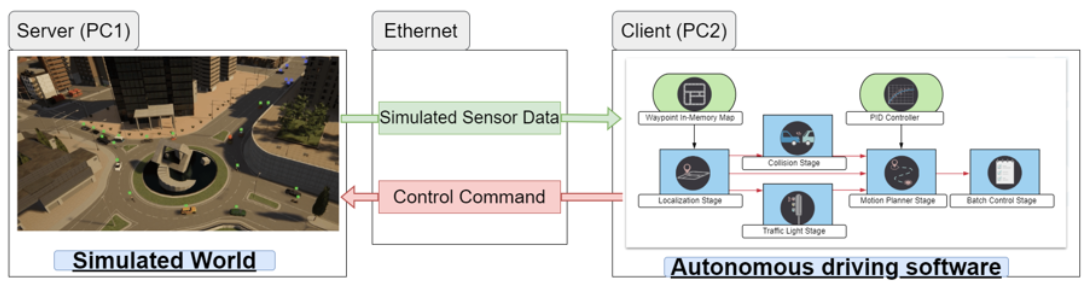 Server (PC1)
Ethernet
Client (PC2)
Simulated Sensor Data
Control Command
Waypoint In-Memory Map
PID Controller
Collision Stage
Localization Stage
Motion Planner Stage
Batch Control Stage
Traffic Light Stage
Simulated World
Autonomous driving software